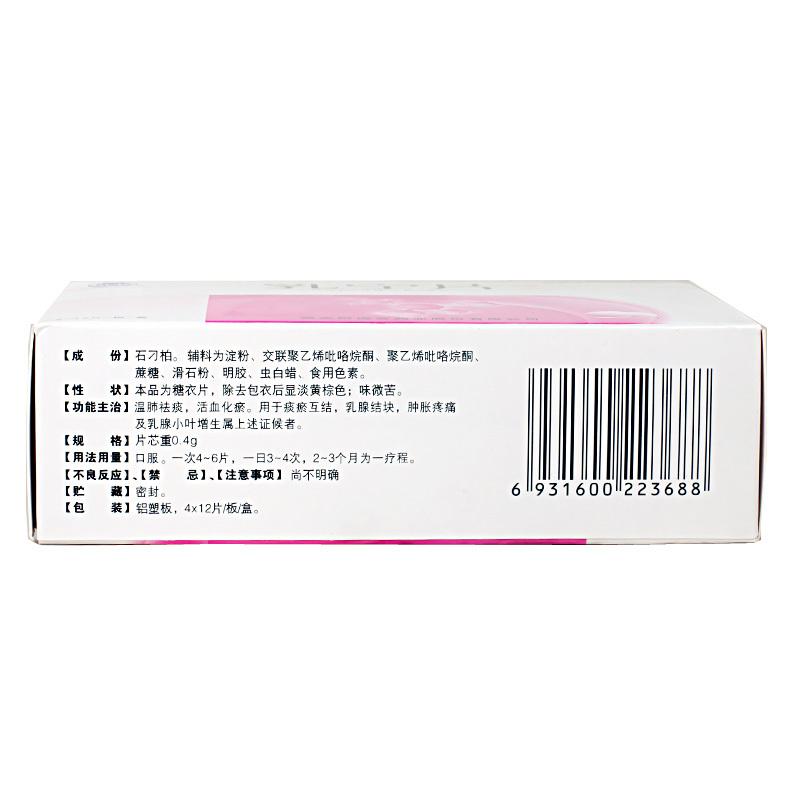 【成　份】石刁柏。辅料为淀粉、交联聚乙烯吡咯烷酮、聚乙烯吡咯烷酮、
蔗糖、滑石粉、明胶、虫白蜡、食用色素。
【性　状】本品为糖衣片，除去包衣后显淡黄棕色；味微苦。
【功能主治】温肺祛痰，活血化瘀。用于痰瘀互结，乳腺结块，肿胀疼痛
及乳腺小叶增生属上述证候者。
【规　格】片芯重0.4g
【用法用量】口服。一次4~6片，一日3~4次，2~3个月为一疗程。
【不良反应】、【禁　忌】、【注意事项】尚不明确
【贮　藏】密封。
【包　装】铝塑板，4x12片/板/盒。
6 931600 223688